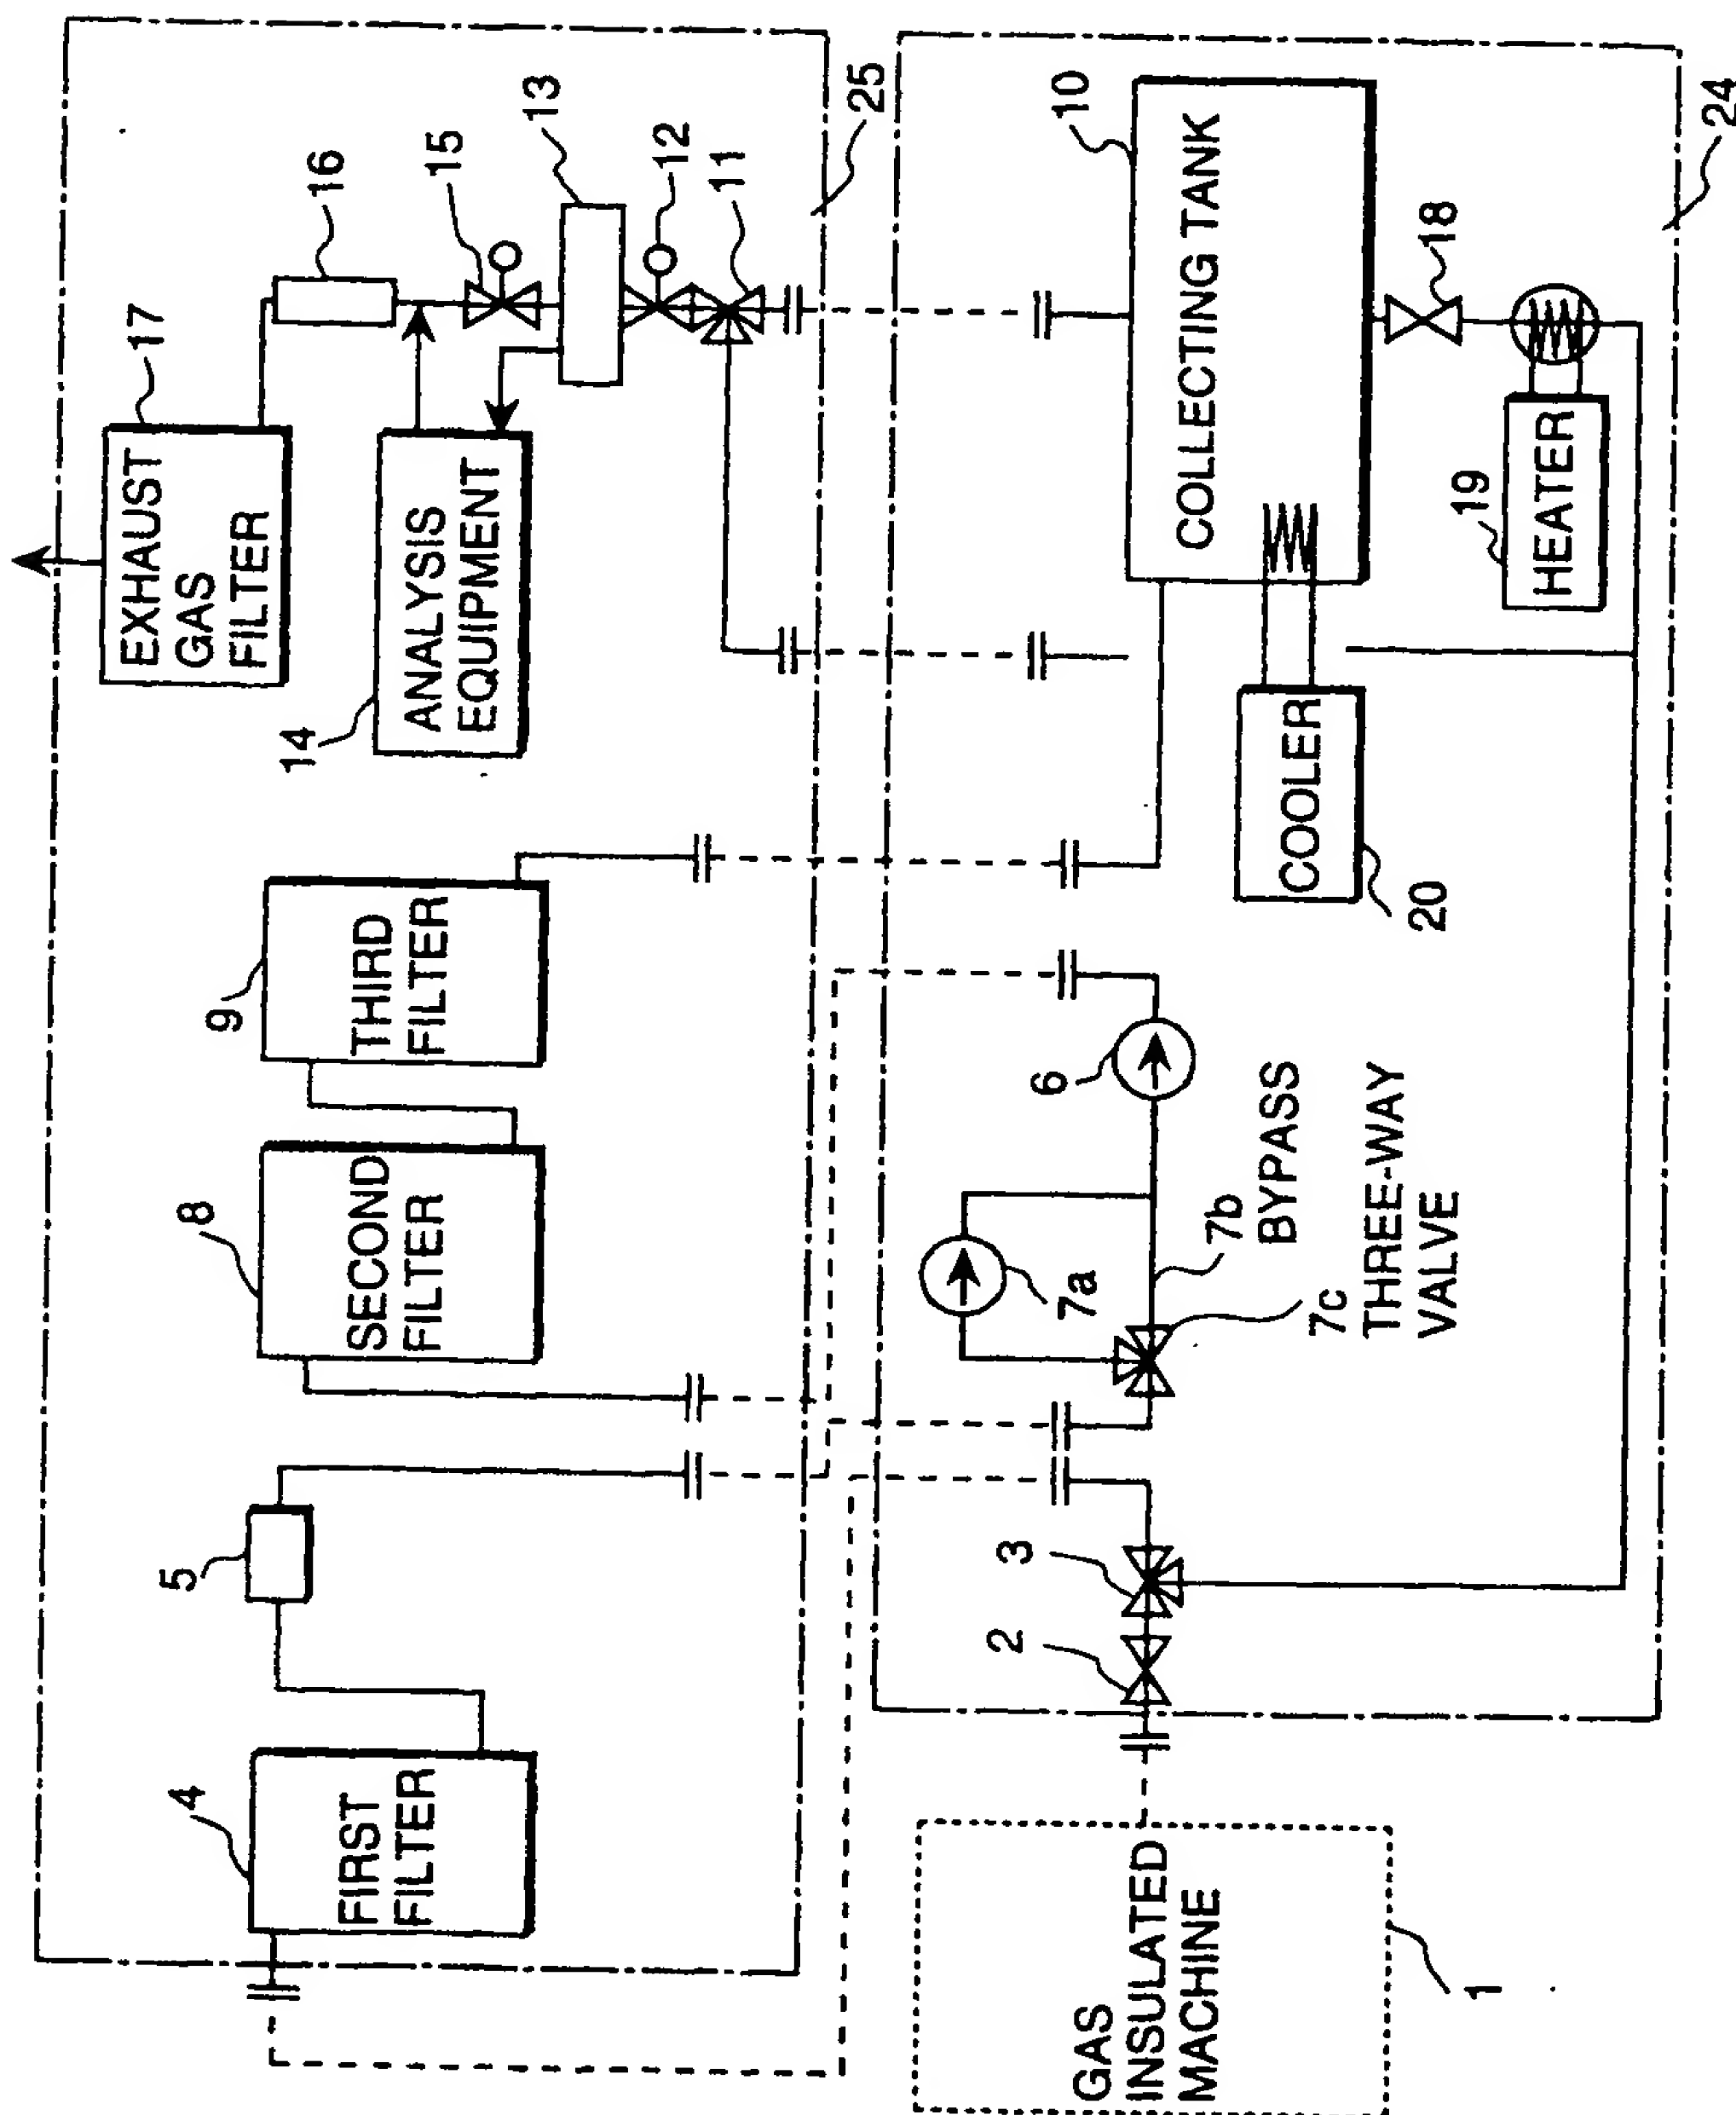 17
EXHAUST
GAS
FILTER
16
15
13
12
11
25
14
ANALYSIS
EQUIPMENT
9
THIRD
FILTER
8
SECOND
FILTER
5
4
FIRST
FILTER
10
COLLECTING TANK
24
18
19
HEATER
COOLER
20
6
7a
7b
BYPASS
7c
THREE-WAY
VALVE
3
2
GAS
INSULATED
MACHINE
1